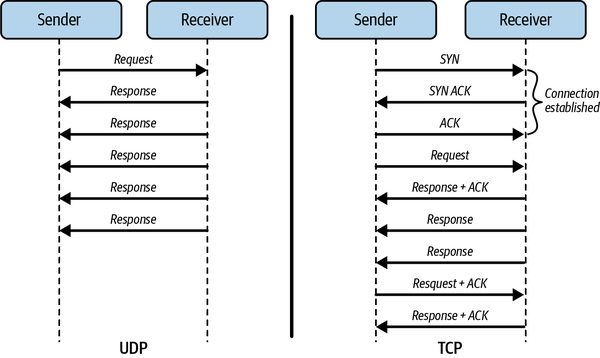 Sender
Receiver
Request
Response
Response
Response
Response
Response
UDP
Sender
Receiver
SYN
SYN ACK
ACK
Connection
established
Request
Response + ACK
Response
Response
Resquest + ACK
Response + ACK
TCP